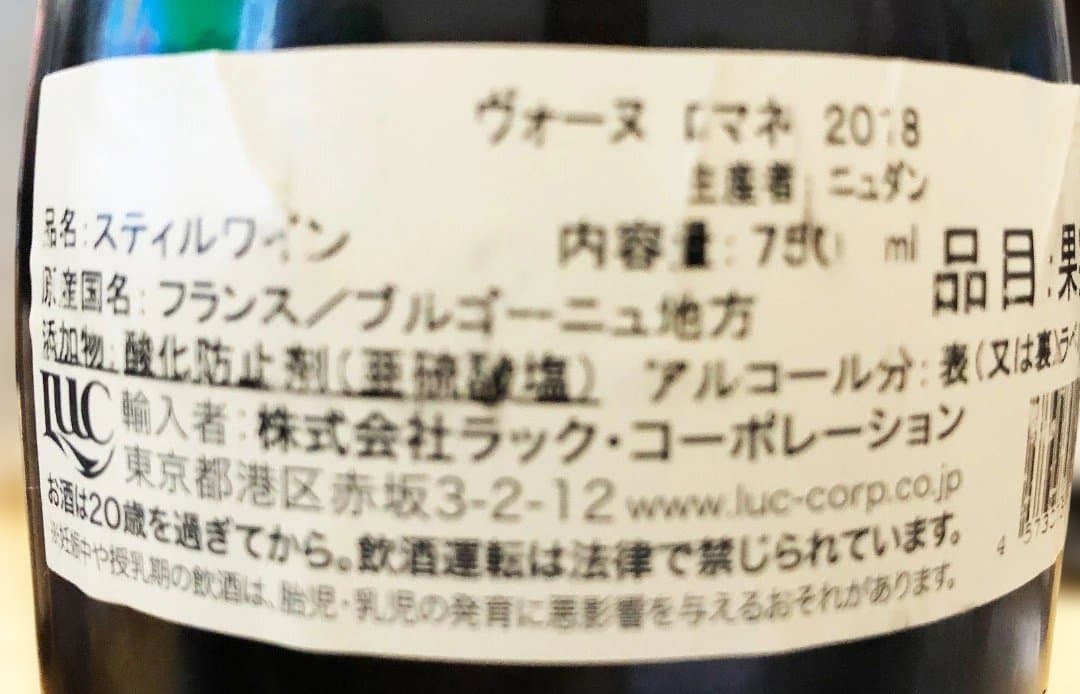 ヴォーヌ ロマネ 2018
生産者 ニュダン
品名:スティルワイン 内容量:750 ml 品目:果
原産国名:フランス/ブルゴーニュ地方
添加物:酸化防止剤(亜硫酸塩) アルコール分:表(又は裏)ラベ
LUC 輸入者:株式会社ラック・コーポレーション
東京都港区赤坂3-2-12 www.luc-corp.co.jp
お酒は20歳を過ぎてから。飲酒運転は法律で禁じられています。
※妊娠中や授乳期の飲酒は、胎児・乳児の発育に悪影響を与えるおそれがあります。